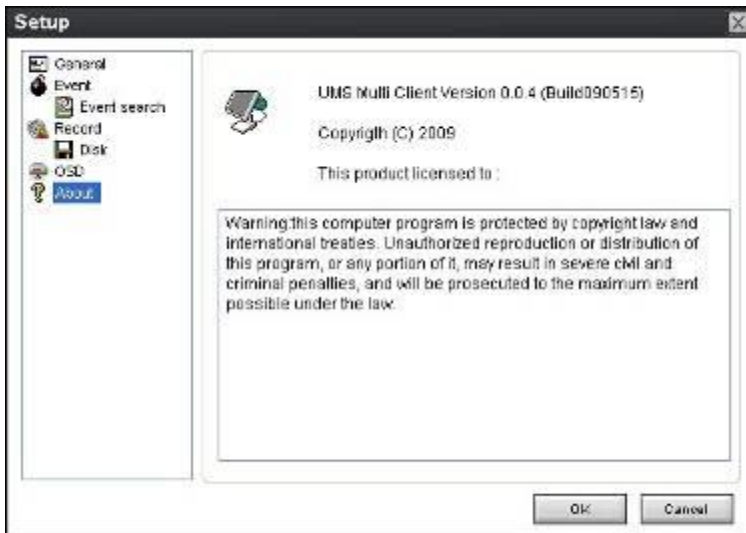 Setup
General
Event
Event search
Record
Disk
OSD
About
UMS Multi Client Version 0.0.4 (Build090515)
Copyrigth (C) 2009
This product licensed to :
Warning:this computer program is protected by copyright law and
international treaties. Unauthorized reproduction or distribution of
this program, or any portion of it, may result in severe civil and
criminal penallies, and will be prosecuted to the maximum extent
possible under the law.
OK
Cancel